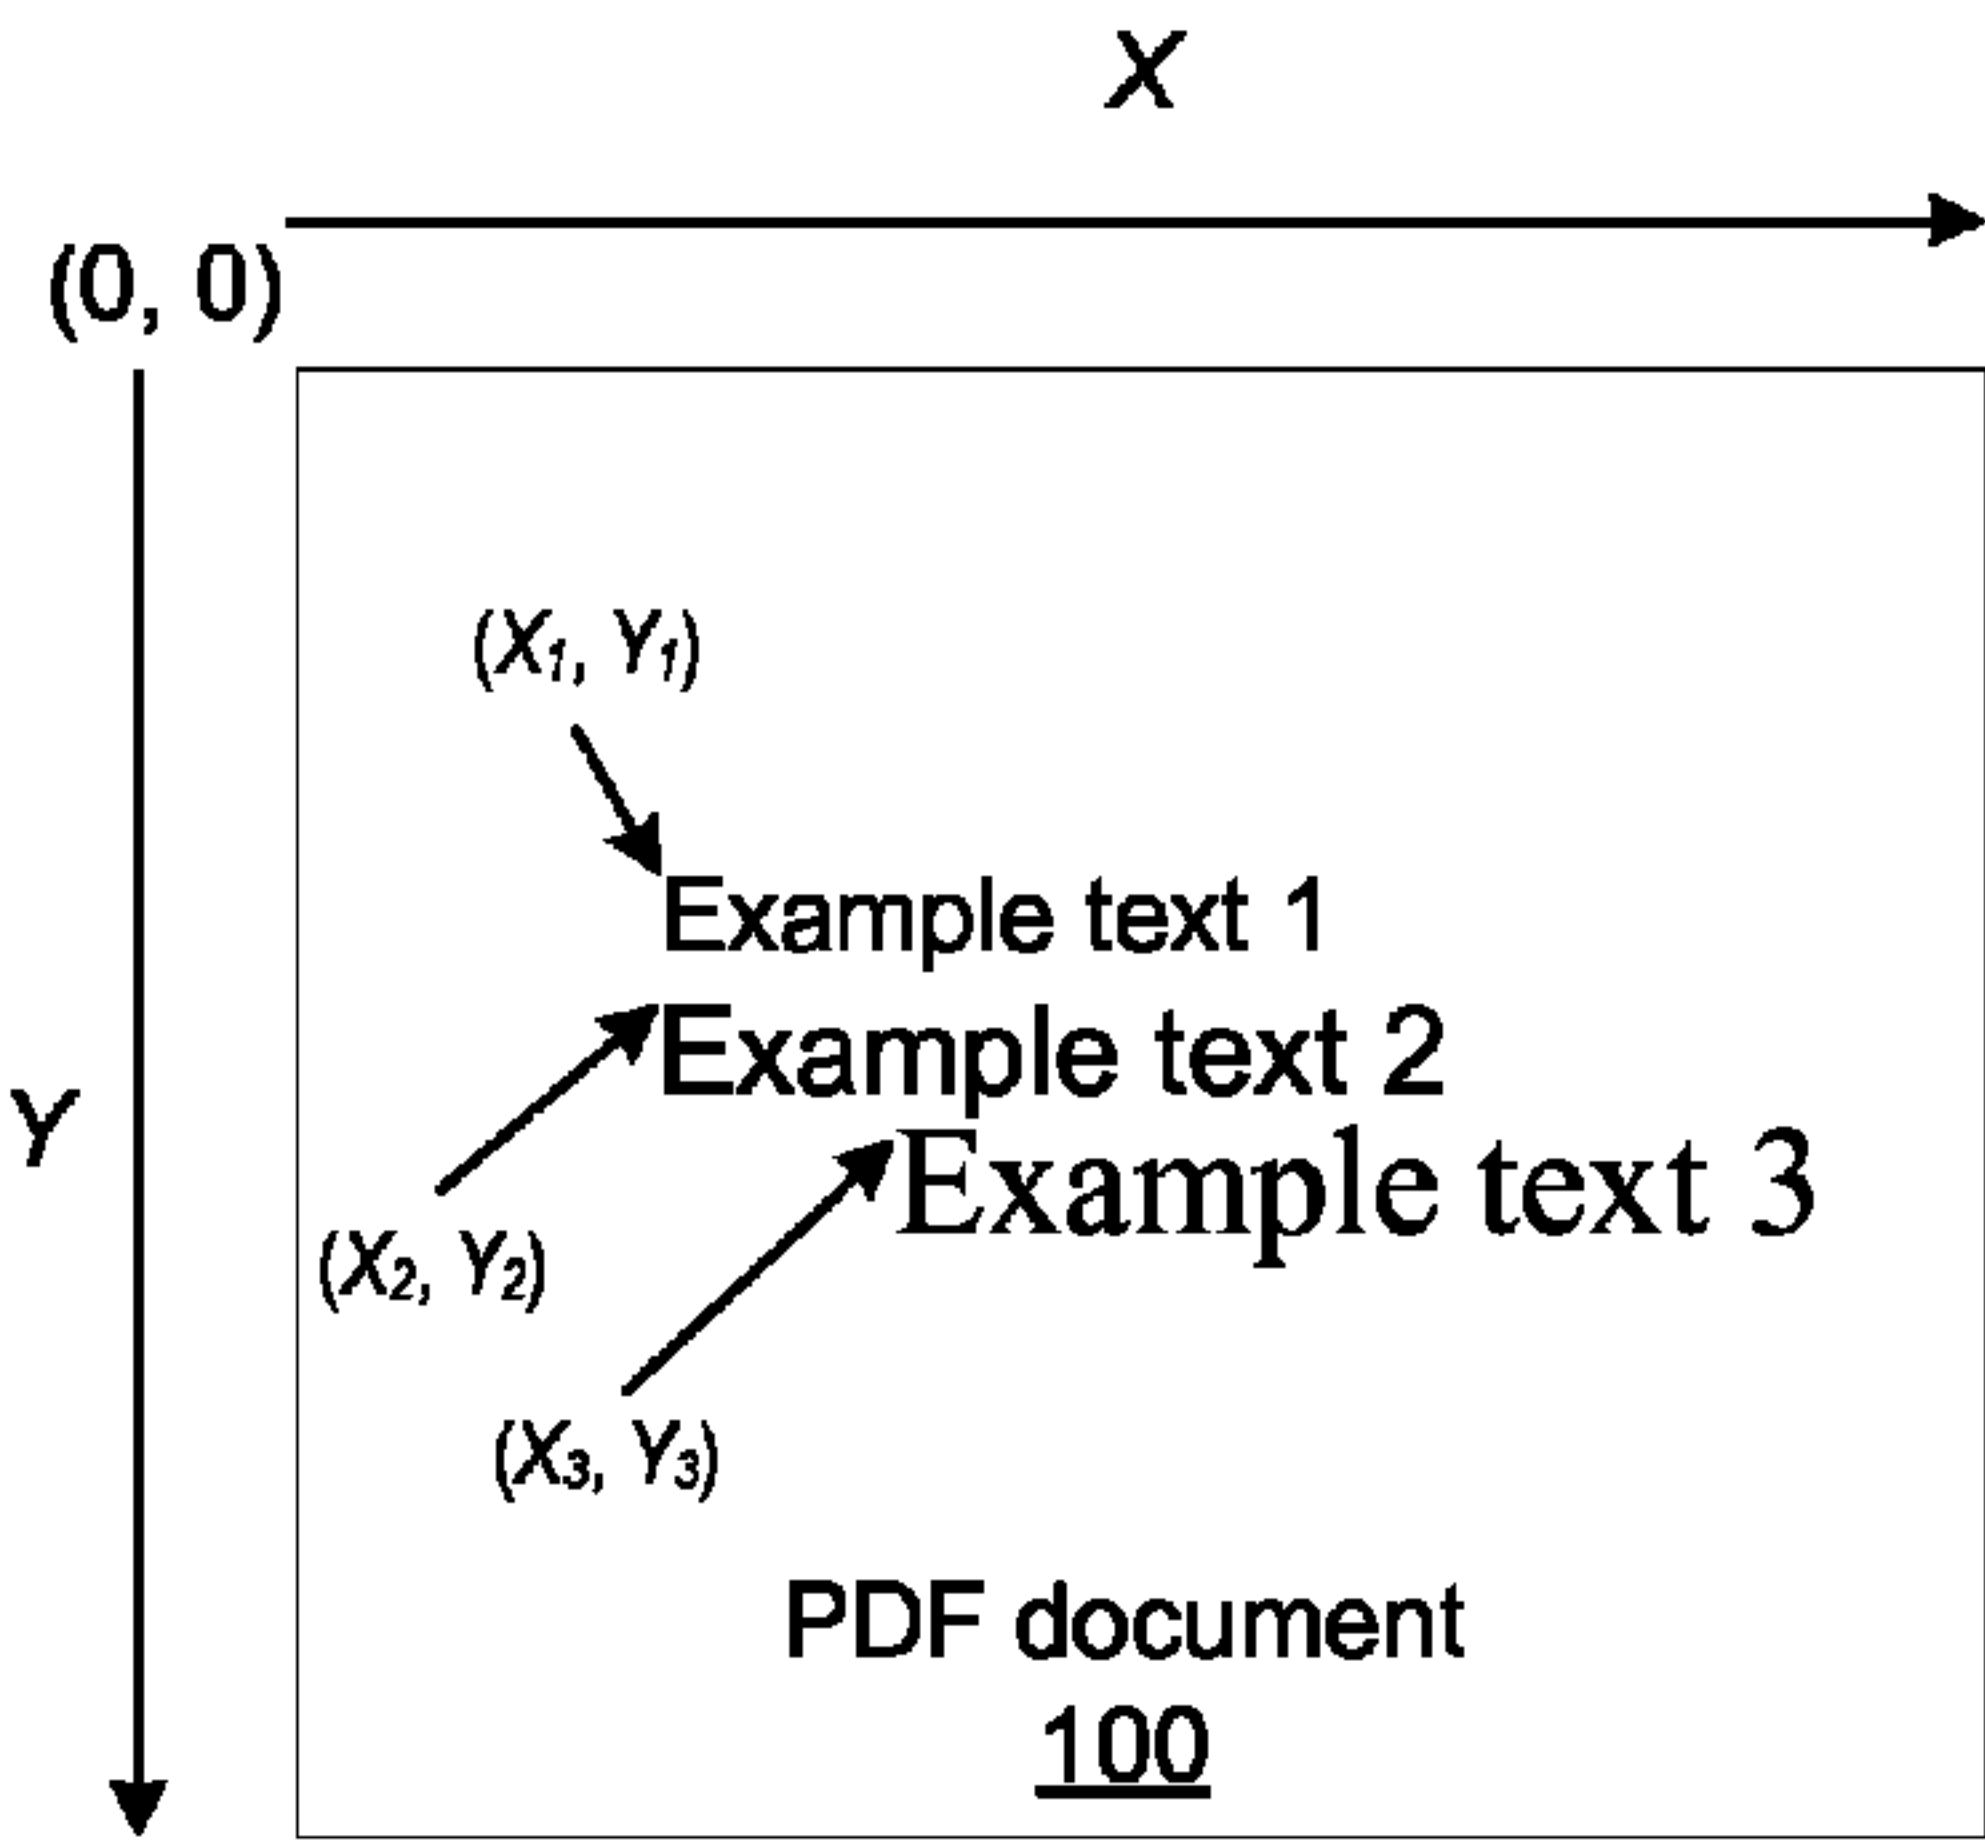 X
(0, 0)
(X₁, Y₁)
Example text 1
Example text 2
Y
Example text 3
(X₂, Y₂)
(X₃, Y₃)
PDF document
100